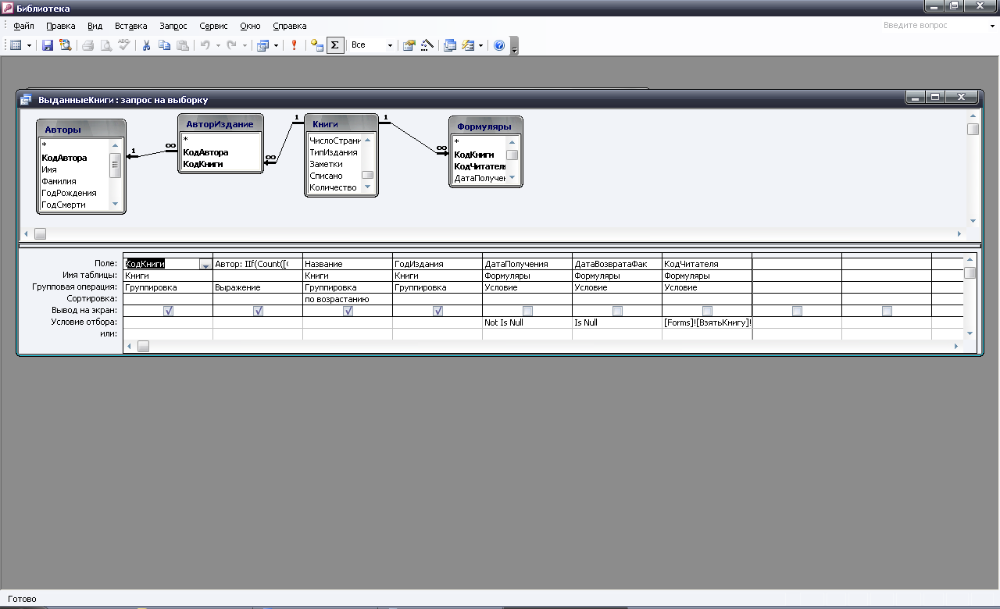 Библиотека
Файл Правка Вид Вставка Запрос Сервис Окно Справка Введите вопрос
Все
ВыданныеКниги : запрос на выборку
Авторы
*
КодАвтора
Имя
Фамилия
ГодРождения
ГодСмерти
1
∞
АвторИздание
*
КодАвтора
КодКниги
∞
1
Книги
ЧислоСтрани
ТипИздания
Заметки
Списано
Количество
1
∞
Формуляры
*
КодКниги
КодЧитателя
ДатаПолучен
Поле: КодКниги Автор: IIf(Count([ Название ГодИздания ДатаПолучения ДатаВозвратаФак КодЧитателя
Имя таблицы: Книги Книги Книги Формуляры Формуляры Формуляры
Групповая операция: Группировка Выражение Группировка Группировка Условие Условие Условие
Сортировка: по возрастанию
Вывод на экран:
Условие отбора: Not Is Null Is Null [Forms]![ВзятьКнигу]!
или:
Готово